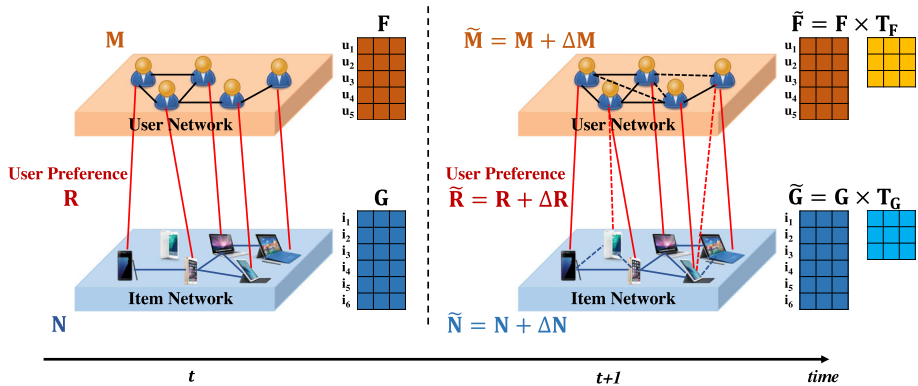 M
F
u₁
u₂
u₃
u₄
u₅
User Network
User Preference
R
G
i₁
i₂
i₃
i₄
i₅
i₆
Item Network
N
t
M̃ = M + ΔM
F̃ = F × T_F
u₁
u₂
u₃
u₄
u₅
User Network
User Preference
R̃ = R + ΔR
G̃ = G × T_G
i₁
i₂
i₃
i₄
i₅
i₆
Item Network
Ñ = N + ΔN
t+1
time